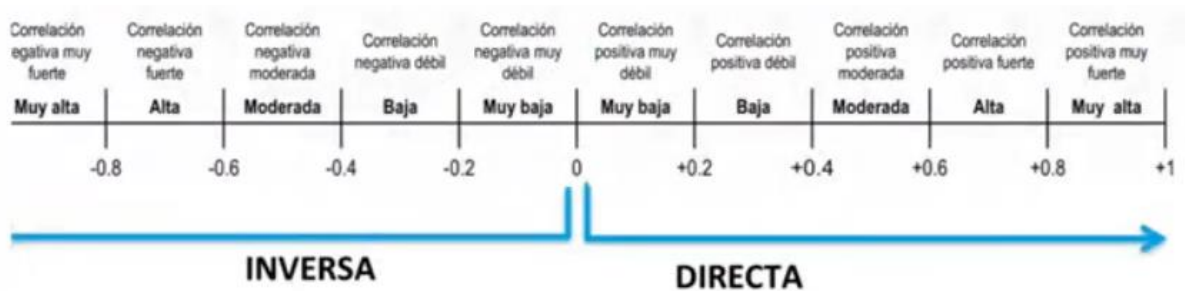 Correlación
egativa muy
fuerte
Correlación
negativa
fuerte
Correlación
negativa
moderada
Correlación
negativa débil
Correlación
negativa muy
débil
Correlación
positiva muy
débil
Correlación
positiva débil
Correlación
positiva
moderada
Correlación
positiva fuerte
Correlación
positiva muy
fuerte
Muy alta Alta Moderada Baja Muy baja Muy baja Baja Moderada Alta Muy alta
-0.8 -0.6 -0.4 -0.2 0 +0.2 +0.4 +0.6 +0.8 +1
INVERSA DIRECTA